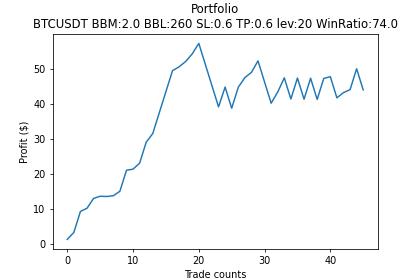 Portfolio
BTCUSDT BBM:2.0 BBL:260 SL:0.6 TP:0.6 lev:20 WinRatio:74.0
50
40
30
20
10
0
Profit ($)
0 10 20 30 40
Trade counts